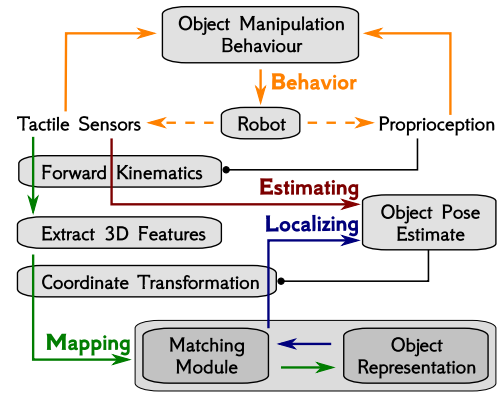 Object Manipulation
Behaviour
Behavior
Tactile Sensors
Robot
Proprioception
Forward Kinematics
Estimating
Extract 3D Features
Localizing
Object Pose
Estimate
Coordinate Transformation
Mapping
Matching
Module
Object
Representation